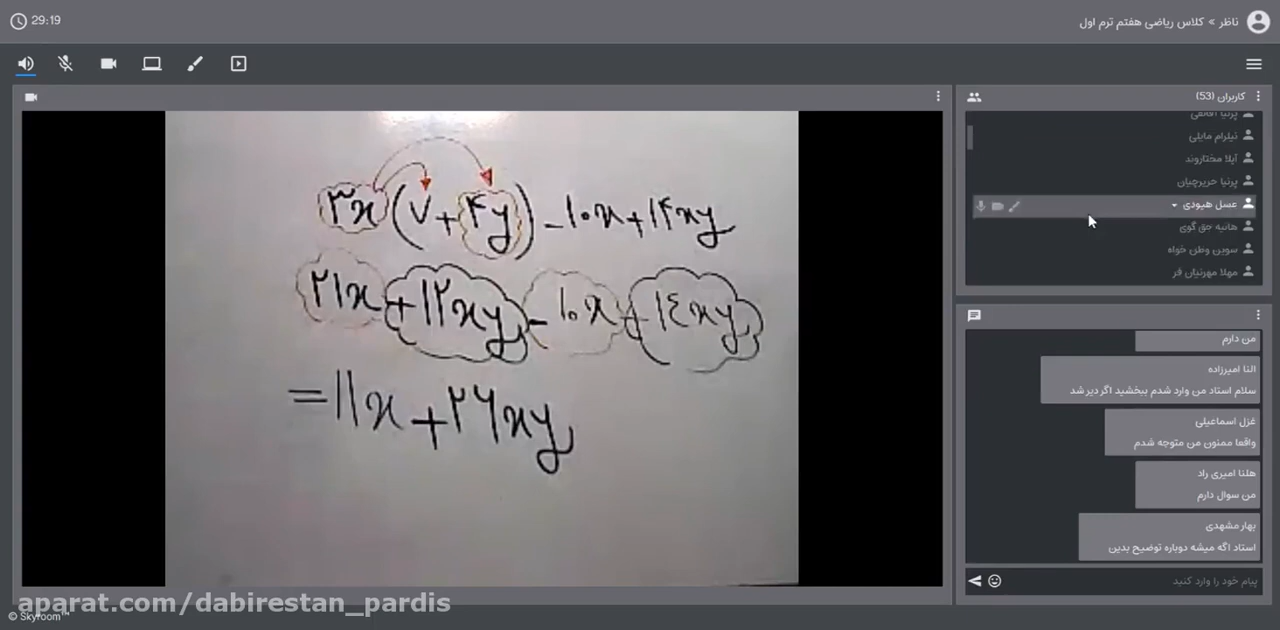 29:19
ناظر » کلاس ریاضی هفتم ترم اول
کاربران (53)
نیلرام مایلی
آیلا مختاروند
پرنیا حریرچیان
عسل هیودی
هانیه حق گوی
سوین وطن خواه
مهلا مهرنیان فر
۳x(۷+۴y)-۱۰x+۱۴xy
۲۱x+۱۲xy-۱۰x+۱٤xy
=۱۱x+۲۶xy
من دارم
النا امیرزاده
سلام استاد من وارد شدم ببخشید اگر دیر شد
غزل اسماعیلی
واقعا ممنون من متوجه شدم
هلنا امیری راد
من سوال دارم
بهار مشهدی
استاد اگه میشه دوباره توضیح بدین
پیام خود را وارد کنید
aparat.com/dabirestan_pardis
© Skyroom™